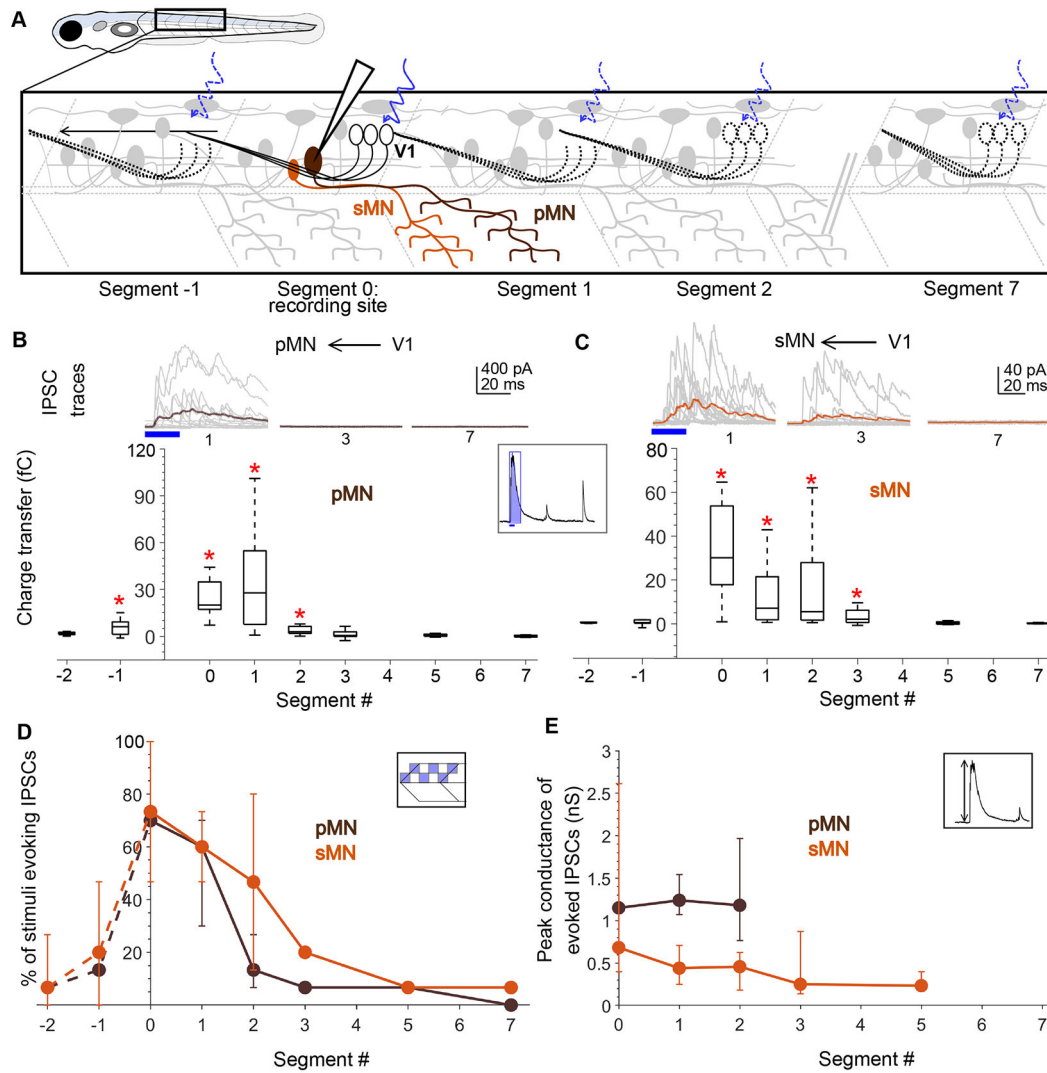 A
V1
sMN
pMN
Segment -1
Segment 0:
recording site
Segment 1
Segment 2
Segment 7
B
IPSC
traces
pMN
V1
400 pA
20 ms
1
3
7
Charge transfer (fC)
120
90
60
30
0
*
*
*
*
pMN
-2
-1
0
1
2
3
4
5
6
7
Segment #
C
sMN
V1
40 pA
20 ms
1
3
7
80
60
40
20
0
*
*
*
*
sMN
-2
-1
0
1
2
3
4
5
6
7
Segment #
D
% of stimuli evoking IPSCs
100
80
60
40
20
pMN
sMN
-2
-1
0
1
2
3
4
5
6
7
Segment #
E
Peak conductance of
evoked IPSCs (nS)
3
2.5
2
1.5
1
0.5
0
pMN
sMN
0
1
2
3
4
5
6
7
Segment #